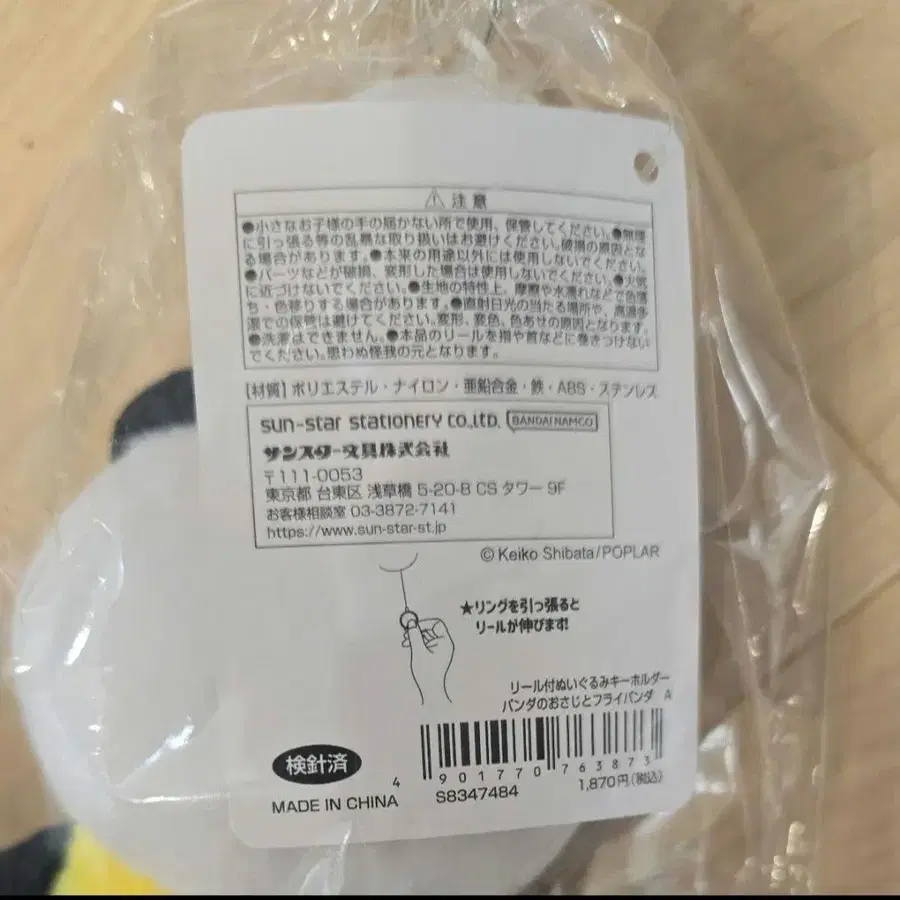 ⚠ 注意
●小さなお子様の手の届かない所で使用、保管してください。●無理
に引っ張る等の乱暴な取り扱いはお避けください。破損の原因とな
る場合があります。●本来の用途以外には使用しないでください。
●パーツなどが破損、変形した場合は使用しないでください。●火気
に近づけないでください。●生地の特性上、摩擦や水濡れなどで色落
ち・色移りする場合があります。●直射日光の当たる場所や、高温多
湿での保管は避けてください。変形、変色、色あせの原因となります。
●洗濯はできません。●本品のリールを指や首などに巻きつけない
でください。思わぬ怪我の元となります。
[材質] ポリエステル・ナイロン・亜鉛合金・鉄・ABS・ステンレス
sun-star stationery co.,ltd. BANDAI NAMCO
サンスター文具株式会社
〒111-0053
東京都 台東区 浅草橋 5-20-8 CS タワー 9F
お客様相談室 03-3872-7141
https://www.sun-star-st.jp
©Keiko Shibata/POPLAR
★リングを引っ張ると
リールが伸びます!
リール付ぬいぐるみキーホルダー
パンダのおさじとフライパンダ A
検針済
4 901770 763873
MADE IN CHINA
S8347484
1,870円(税込)